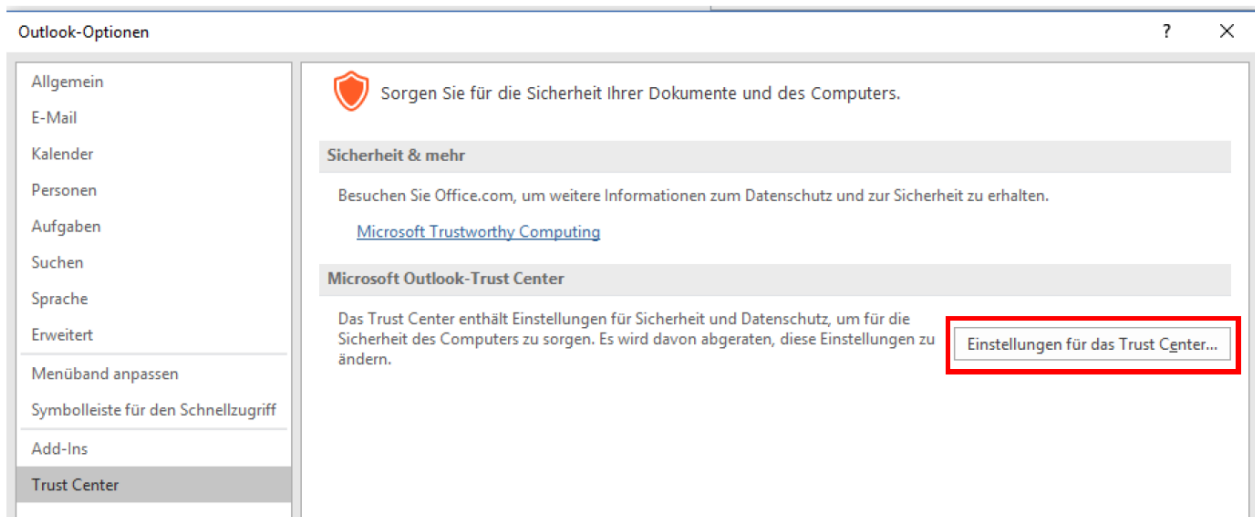 Outlook-Optionen
?
Allgemein
E-Mail
Kalender
Personen
Aufgaben
Suchen
Sprache
Erweitert
Menüband anpassen
Symbolleiste für den Schnellzugriff
Add-Ins
Trust Center
Sorgen Sie für die Sicherheit Ihrer Dokumente und des Computers.
Sicherheit & mehr
Besuchen Sie Office.com, um weitere Informationen zum Datenschutz und zur Sicherheit zu erhalten.
Microsoft Trustworthy Computing
Microsoft Outlook-Trust Center
Das Trust Center enthält Einstellungen für Sicherheit und Datenschutz, um für die
Sicherheit des Computers zu sorgen. Es wird davon abgeraten, diese Einstellungen zu
ändern.
Einstellungen für das Trust Center...